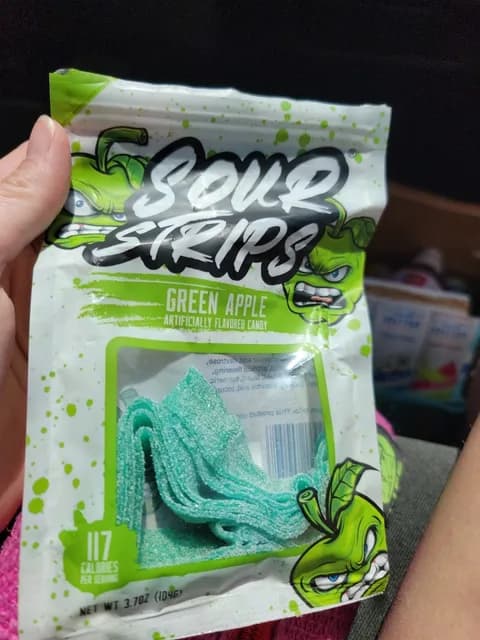 SOUR
STRIPS
GREEN APPLE
ARTIFICIALLY FLAVORED CANDY
117
CALORIES
PER SERVING
NET WT 3.7OZ (104G)